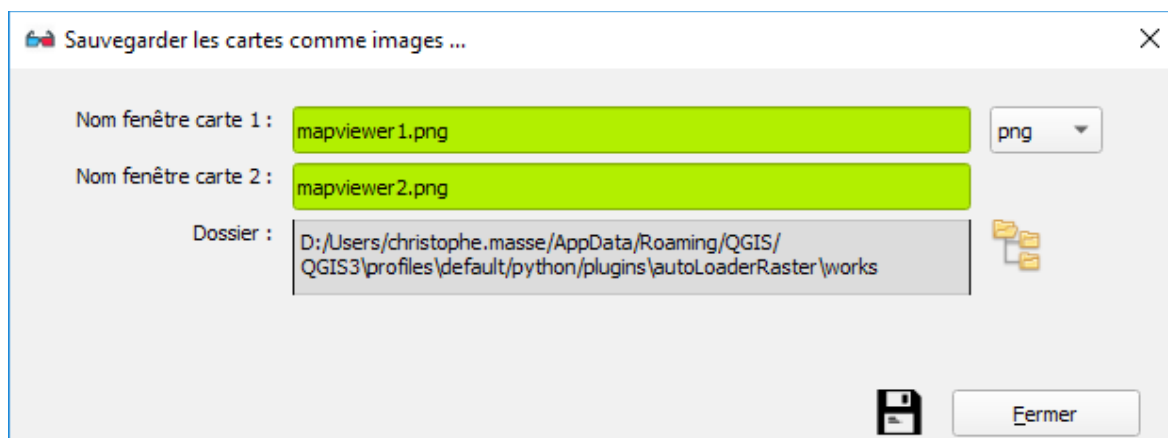 Sauvegarder les cartes comme images ...
Nom fenêtre carte 1 :
mapviewer1.png
png
Nom fenêtre carte 2 :
mapviewer2.png
Dossier :
D:/Users/christophe.masse/AppData/Roaming/QGIS/
QGIS3\profiles\default/python/plugins\autoLoaderRaster\works
Fermer